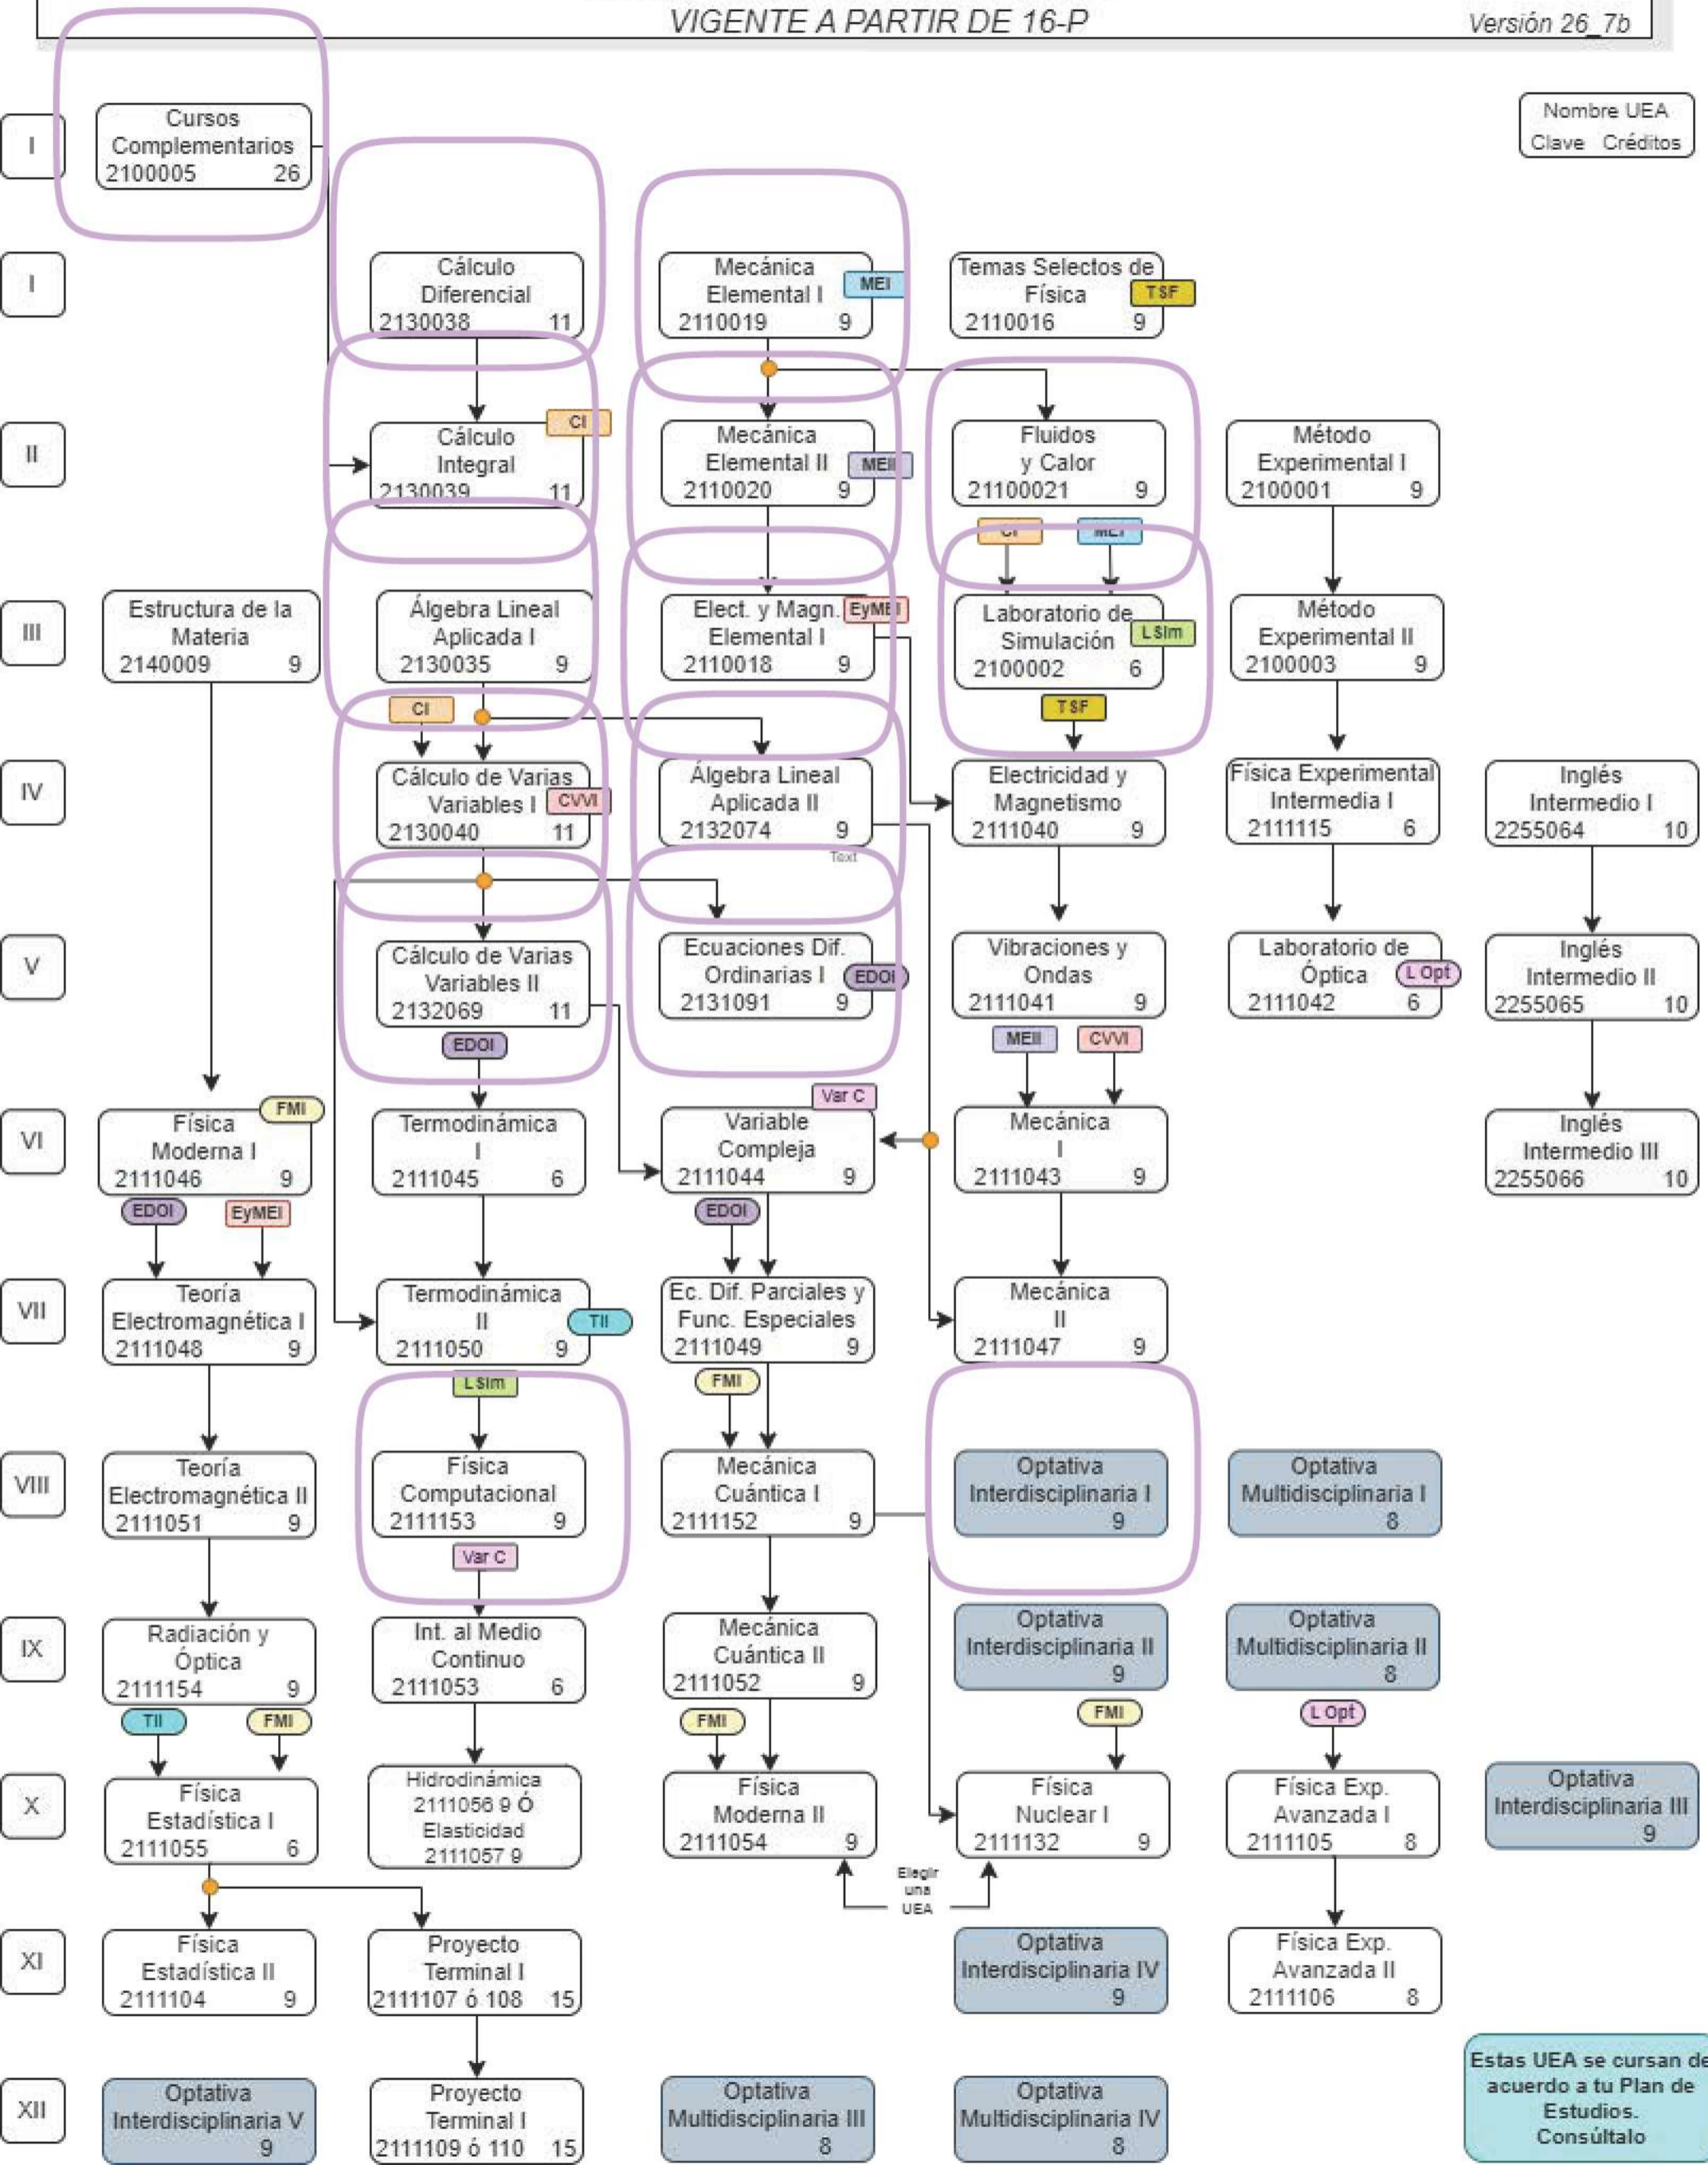 VIGENTE A PARTIR DE 16-P
Versión 26_7b
Nombre UEA
Clave Créditos
I
Cursos
Complementarios
2100005 26
I
Cálculo
Diferencial
2130038 11
Mecánica
Elemental I
2110019 9
MEI
Temas Selectos de
Física
2110016 9
TSF
II
Cálculo
Integral
2130039 11
CI
Mecánica
Elemental II
2110020 9
MEII
Fluidos
y Calor
21100021 9
Método
Experimental I
2100001 9
CI
MEI
III
Estructura de la
Materia
2140009 9
Álgebra Lineal
Aplicada I
2130035 9
Elect. y Magn.
Elemental I
2110018 9
EyMEI
Laboratorio de
Simulación
2100002 6
LSim
Método
Experimental II
2100003 9
CI
TSF
IV
Cálculo de Varias
Variables I
2130040 11
CVVI
Álgebra Lineal
Aplicada II
2132074 9
Text
Electricidad y
Magnetismo
2111040 9
Física Experimental
Intermedia I
2111115 6
Inglés
Intermedio I
2255064 10
V
Cálculo de Varias
Variables II
2132069 11
Ecuaciones Dif.
Ordinarias I
2131091 9
EDOI
Vibraciones y
Ondas
2111041 9
Laboratorio de
Óptica
2111042 6
L Opt
Inglés
Intermedio II
2255065 10
EDOI
MEII
CVVI
VI
Física
Moderna I
2111046 9
FMI
Termodinámica
I
2111045 6
Var C
Variable
Compleja
2111044 9
Mecánica
I
2111043 9
Inglés
Intermedio III
2255066 10
EDOI
EyMEI
EDOI
VII
Teoría
Electromagnética I
2111048 9
Termodinámica
II
2111050 9
TII
Ec. Dif. Parciales y
Func. Especiales
2111049 9
Mecánica
II
2111047 9
LSim
FMI
VIII
Teoría
Electromagnética II
2111051 9
Física
Computacional
2111153 9
Mecánica
Cuántica I
2111152 9
Optativa
Interdisciplinaria I
9
Optativa
Multidisciplinaria I
8
Var C
IX
Radiación y
Óptica
2111154 9
Int. al Medio
Continuo
2111053 6
Mecánica
Cuántica II
2111052 9
Optativa
Interdisciplinaria II
9
Optativa
Multidisciplinaria II
8
TII
FMI
FMI
FMI
L Opt
X
Física
Estadística I
2111055 6
Hidrodinámica
2111056 9 Ó
Elasticidad
2111057 9
Física
Moderna II
2111054 9
Física
Nuclear I
2111132 9
Física Exp.
Avanzada I
2111105 8
Optativa
Interdisciplinaria III
9
Elegir
una
UEA
XI
Física
Estadística II
2111104 9
Proyecto
Terminal I
2111107 ó 108 15
Optativa
Interdisciplinaria IV
9
Física Exp.
Avanzada II
2111106 8
XII
Optativa
Interdisciplinaria V
9
Proyecto
Terminal I
2111109 ó 110 15
Optativa
Multidisciplinaria III
8
Optativa
Multidisciplinaria IV
8
Estas UEA se cursan de
acuerdo a tu Plan de
Estudios.
Consúltalo